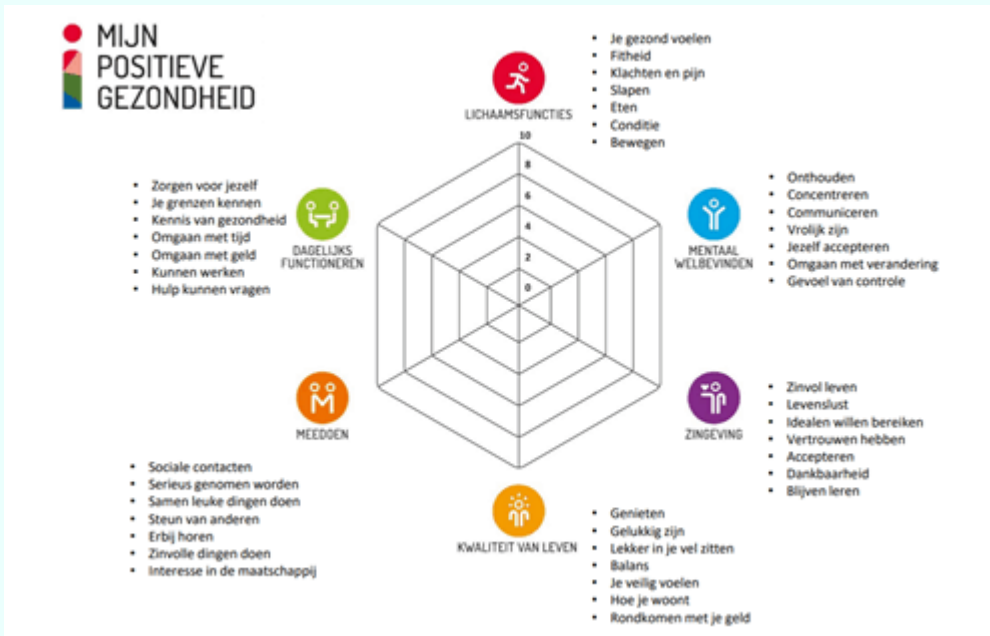 MIJN
POSITIEVE
GEZONDHEID
LICHAAMSFUNCTIES
• Je gezond voelen
• Fitheid
• Klachten en pijn
• Slapen
• Eten
• Conditie
• Bewegen
10
8
6
4
2
0
MENTAAL
WELBEVINDEN
• Onthouden
• Concentreren
• Communiceren
• Vrolijk zijn
• Jezelf accepteren
• Omgaan met verandering
• Gevoel van controle
ZINGEVING
• Zinvol leven
• Levenslust
• Idealen willen bereiken
• Vertrouwen hebben
• Accepteren
• Dankbaarheid
• Blijven leren
KWALITEIT VAN LEVEN
• Genieten
• Gelukkig zijn
• Lekker in je vel zitten
• Balans
• Je veilig voelen
• Hoe je woont
• Rondkomen met je geld
MEEDOEN
• Sociale contacten
• Serieus genomen worden
• Samen leuke dingen doen
• Steun van anderen
• Erbij horen
• Zinvolle dingen doen
• Interesse in de maatschappij
DAGELIJKS
FUNCTIONEREN
• Zorgen voor jezelf
• Je grenzen kennen
• Kennis van gezondheid
• Omgaan met tijd
• Omgaan met geld
• Kunnen werken
• Hulp kunnen vragen